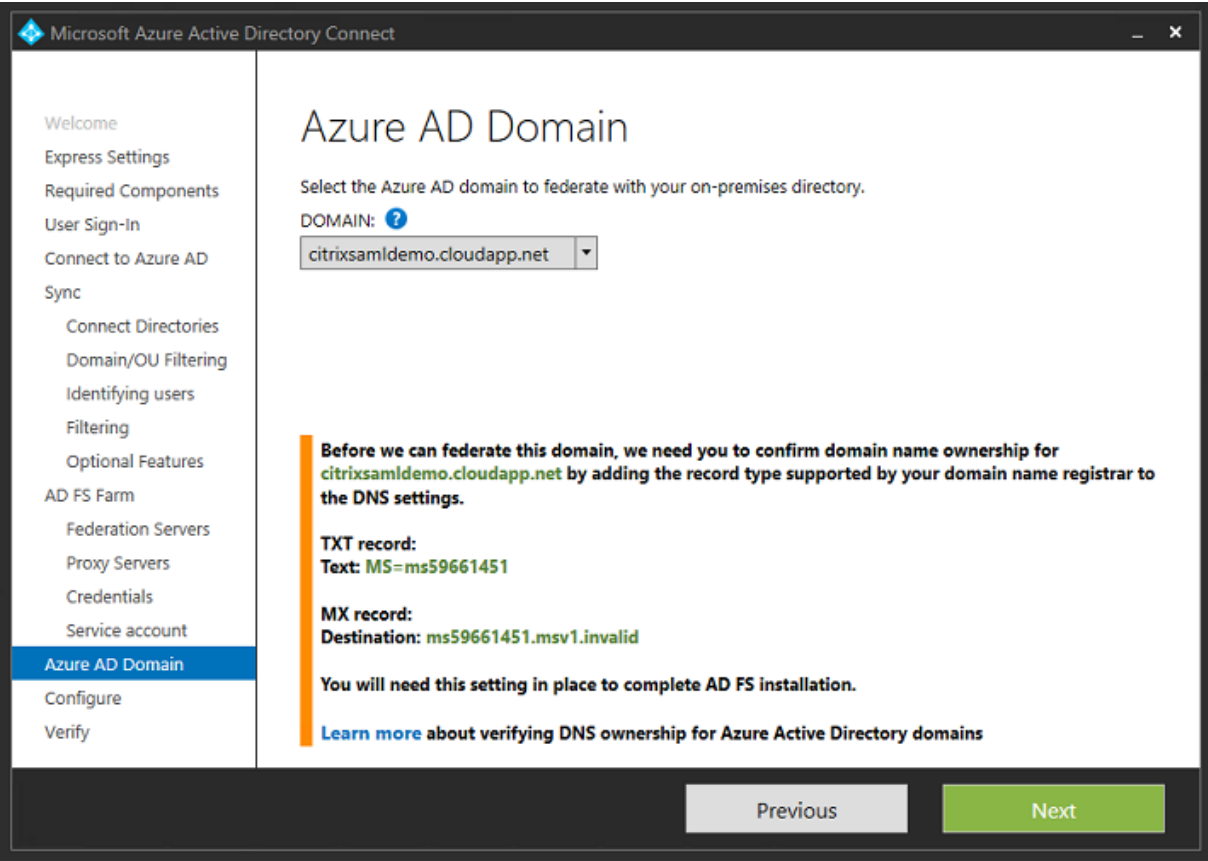 Microsoft Azure Active Directory Connect
Welcome
Express Settings
Required Components
User Sign-In
Connect to Azure AD
Sync
Connect Directories
Domain/OU Filtering
Identifying users
Filtering
Optional Features
AD FS Farm
Federation Servers
Proxy Servers
Credentials
Service account
Azure AD Domain
Configure
Verify
Azure AD Domain
Select the Azure AD domain to federate with your on-premises directory.
DOMAIN: ?
citrixsamldemo.cloudapp.net
Before we can federate this domain, we need you to confirm domain name ownership for
citrixsamldemo.cloudapp.net by adding the record type supported by your domain name registrar to
the DNS settings.
TXT record:
Text: MS=ms59661451
MX record:
Destination: ms59661451.msv1.invalid
You will need this setting in place to complete AD FS installation.
Learn more about verifying DNS ownership for Azure Active Directory domains
Previous
Next